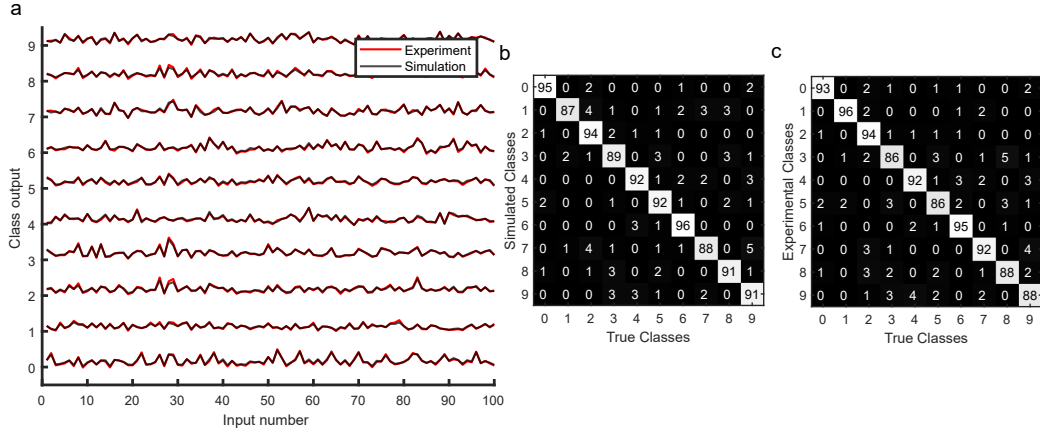 a
9
8
7
6
5
4
3
2
1
0
Class output
0 10 20 30 40 50 60 70 80 90 100
Input number
Experiment
Simulation
b
Simulated Classes
0 95 0 2 0 0 0 1 0 0 2
1 0 87 4 1 0 0 1 2 3 3 0
2 1 0 94 2 1 1 0 0 1 0
3 0 2 1 89 0 3 0 0 3 1
4 0 0 0 0 92 1 2 2 0 3
5 2 0 0 1 1 92 1 0 2 1
6 0 0 0 0 3 1 96 0 0 0
7 0 1 4 1 0 0 0 88 0 5
8 1 0 1 3 0 2 0 0 91 1
9 0 0 1 3 3 1 0 2 0 91
0 1 2 3 4 5 6 7 8 9
True Classes
c
Experimental Classes
0 93 0 2 1 0 1 1 0 0 2
1 0 96 2 0 0 0 1 0 1 0
2 1 0 94 1 1 1 1 0 0 0
3 0 1 2 86 0 3 0 1 5 1
4 0 0 0 0 92 1 3 2 0 3
5 2 2 0 3 0 86 2 0 3 1
6 0 0 0 0 3 2 95 0 0 0
7 0 0 3 1 0 0 0 92 0 4
8 1 0 3 2 0 2 0 1 88 2
9 0 0 1 3 4 2 0 2 0 88
0 1 2 3 4 5 6 7 8 9
True Classes